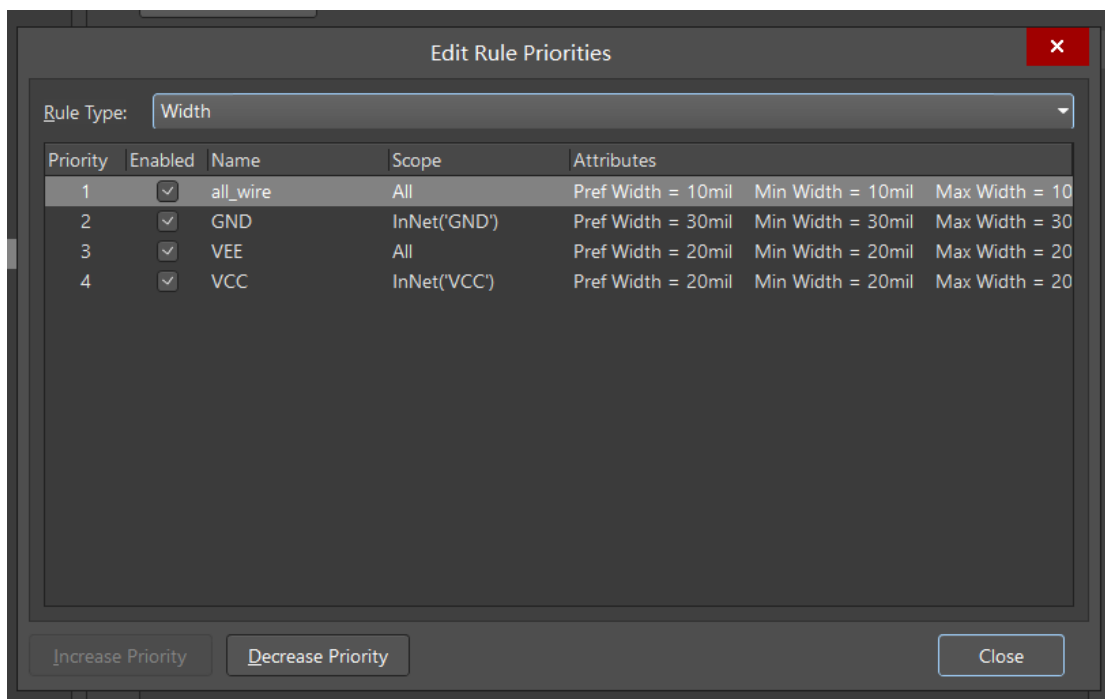 Edit Rule Priorities
Rule Type: Width
Priority Enabled Name Scope Attributes
1 all_wire All Pref Width = 10mil Min Width = 10mil Max Width = 10
2 GND InNet('GND') Pref Width = 30mil Min Width = 30mil Max Width = 30
3 VEE All Pref Width = 20mil Min Width = 20mil Max Width = 20
4 VCC InNet('VCC') Pref Width = 20mil Min Width = 20mil Max Width = 20
Increase Priority Decrease Priority Close